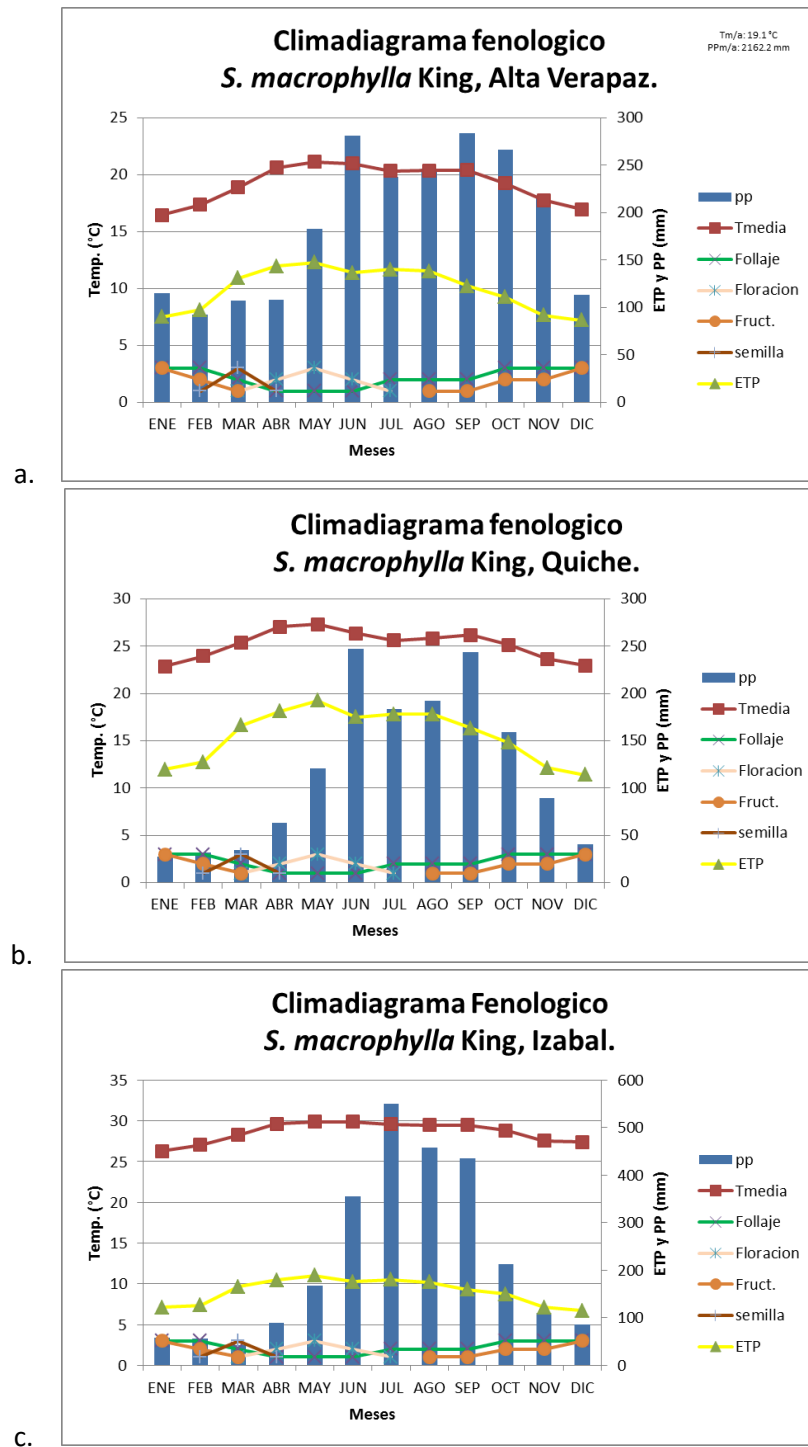 Climadiagrama fenologico
S. macrophylla King, Alta Verapaz.
Tm/a: 19.1 °C
PPm/a: 2162.2 mm
Temp. (°C)
25
20
15
10
5
0
ETP y PP (mm)
300
250
200
150
100
50
0
ENE FEB MAR ABR MAY JUN JUL AGO SEP OCT NOV DIC
Meses
pp
Tmedia
Follaje
Floracion
Fruct.
semilla
ETP
a.
Climadiagrama fenologico
S. macrophylla King, Quiche.
Temp. (°C)
30
25
20
15
10
5
0
ETP y PP (mm)
300
250
200
150
100
50
0
ENE FEB MAR ABR MAY JUN JUL AGO SEP OCT NOV DIC
Meses
pp
Tmedia
Follaje
Floracion
Fruct.
semilla
ETP
b.
Climadiagrama Fenologico
S. macrophylla King, Izabal.
Temp. (°C)
35
30
25
20
15
10
5
0
ETP y PP (mm)
600
500
400
300
200
100
0
ENE FEB MAR ABR MAY JUN JUL AGO SEP OCT NOV DIC
Meses
pp
Tmedia
Follaje
Floracion
Fruct.
semilla
ETP
c.